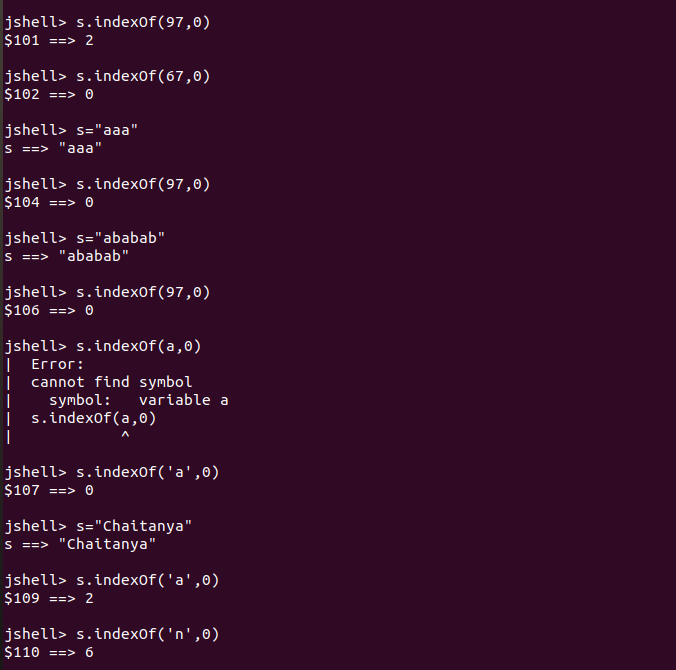 jshell> s.indexOf(97,0)
$101 ==> 2
jshell> s.indexOf(67,0)
$102 ==> 0
jshell> s="aaa"
s ==> "aaa"
jshell> s.indexOf(97,0)
$104 ==> 0
jshell> s="ababab"
s ==> "ababab"
jshell> s.indexOf(97,0)
$106 ==> 0
jshell> s.indexOf(a,0)
|  Error:
|  cannot find symbol
|    symbol:   variable a
|  s.indexOf(a,0)
|            ^
jshell> s.indexOf('a',0)
$107 ==> 0
jshell> s="Chaitanya"
s ==> "Chaitanya"
jshell> s.indexOf('a',0)
$109 ==> 2
jshell> s.indexOf('n',0)
$110 ==> 6